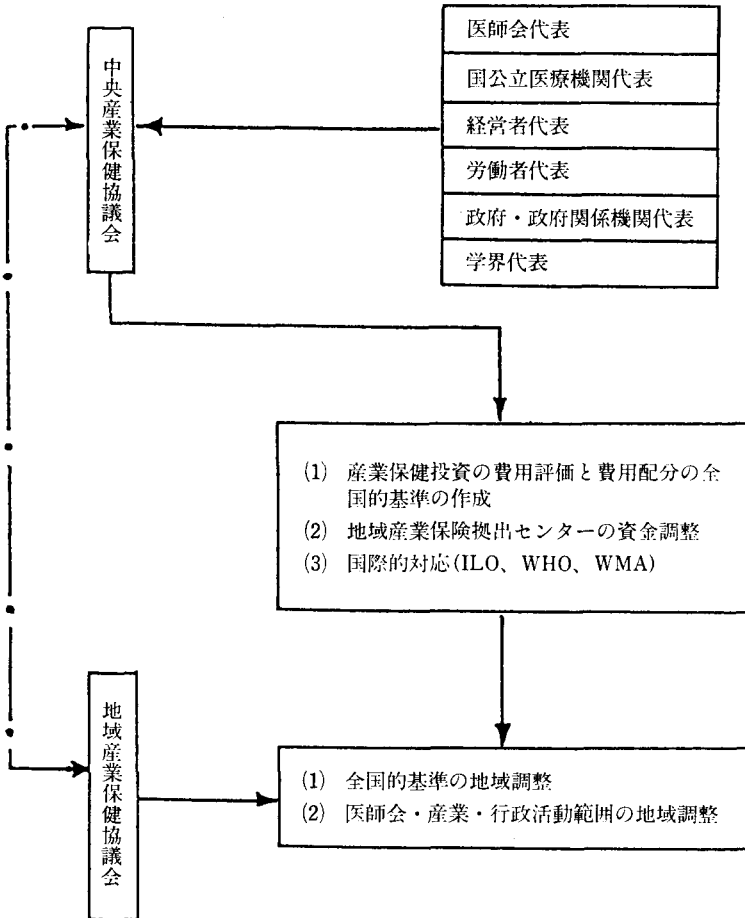 中央産業保健協議会
医師会代表
国公立医療機関代表
経営者代表
労働者代表
政府・政府関係機関代表
学界代表
(1) 産業保健投資の費用評価と費用配分の全
国的基準の作成
(2) 地域産業保険拠出センターの資金調整
(3) 国際的対応(ILO、WHO、WMA)
地域産業保健協議会
(1) 全国的基準の地域調整
(2) 医師会・産業・行政活動範囲の地域調整